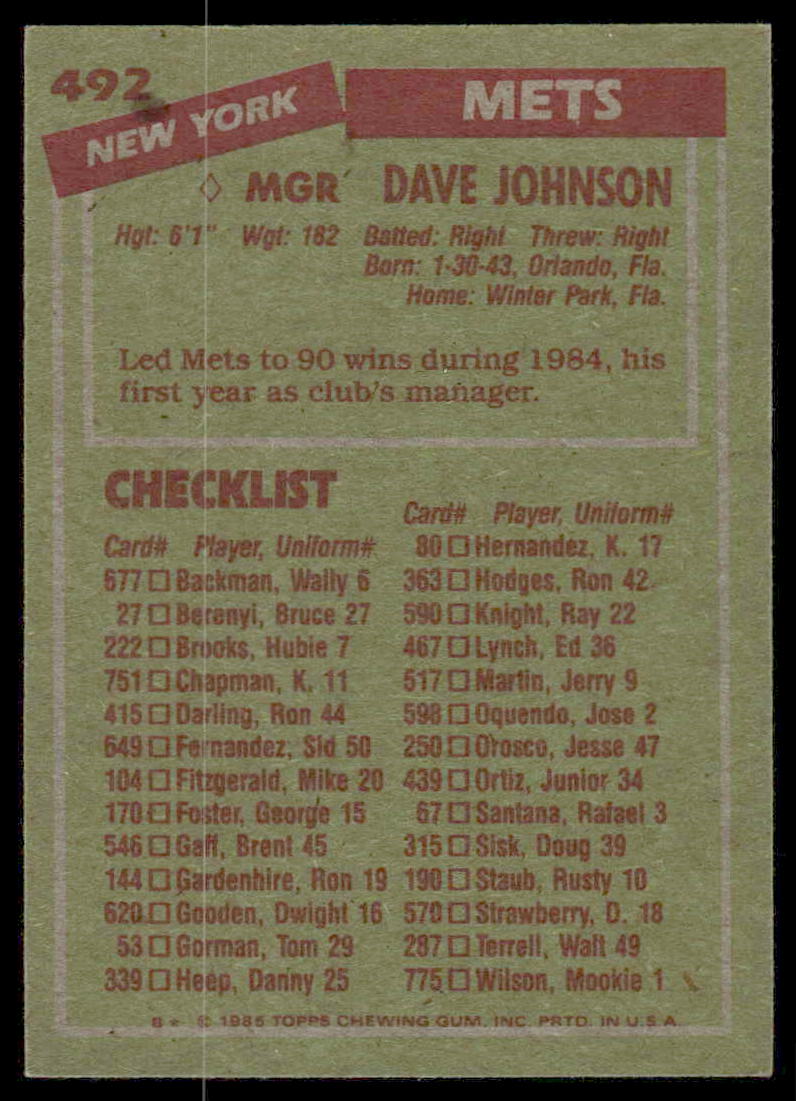 492
NEW YORK
METS
◇ MGR DAVE JOHNSON
Hgt: 6'1" Wgt: 182 Batted: Right Threw: Right
Born: 1-30-43, Orlando, Fla.
Home: Winter Park, Fla.
Led Mets to 90 wins during 1984, his
first year as club's manager.
CHECKLIST
Card# Player, Uniform#
677 □ Backman, Wally 6
27 □ Berenyi, Bruce 27
222 □ Brooks, Hubie 7
751 □ Chapman, K. 11
415 □ Darling, Ron 44
649 □ Fernandez, Sid 50
104 □ Fitzgerald, Mike 20
170 □ Foster, George 15
546 □ Gaff, Brent 45
144 □ Gardenhire, Ron 19
620 □ Gooden, Dwight 16
53 □ Gorman, Tom 29
339 □ Heep, Danny 25
Card# Player, Uniform#
80 □ Hernandez, K. 17
363 □ Hodges, Ron 42
590 □ Knight, Ray 22
467 □ Lynch, Ed 36
517 □ Martin, Jerry 9
598 □ Oquendo, Jose 2
250 □ Orosco, Jesse 47
439 □ Ortiz, Junior 34
67 □ Santana, Rafael 3
315 □ Sisk, Doug 39
190 □ Staub, Rusty 10
570 □ Strawberry, D. 18
287 □ Terrell, Walt 49
775 □ Wilson, Mookie 1
B* © 1985 TOPPS CHEWING GUM, INC. PRTD. IN U.S.A.